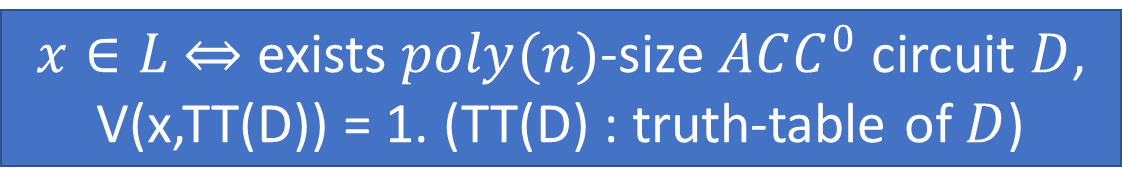 x ∈ L ⇔ exists poly(n)-size ACC⁰ circuit D,
V(x,TT(D)) = 1. (TT(D) : truth-table of D)